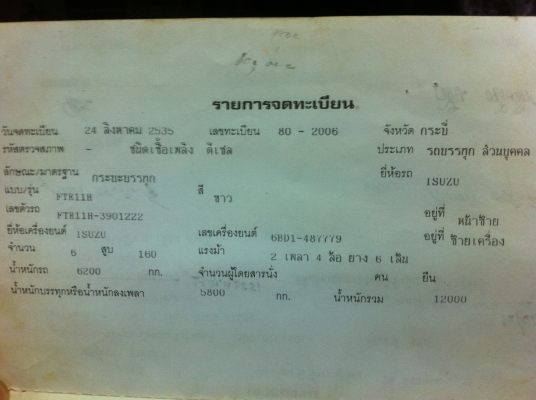 รายการจดทะเบียน
วันจดทะเบียน 24 สิงหาคม 2535 เลขทะเบียน 80 - 2006 จังหวัด กระบี่
รหัสตรวจสภาพ - ชนิดเชื้อเพลิง ดีเซล ประเภท รถบรรทุก ส่วนบุคคล
ลักษณะ/มาตรฐาน กระบะบรรทุก ยี่ห้อรถ ISUZU
แบบ/รุ่น FTR11H สี ขาว
เลขตัวรถ FTR11H-3901222 อยู่ที่ หน้าซ้าย
ยี่ห้อเครื่องยนต์ ISUZU เลขเครื่องยนต์ 6BD1-487779 อยู่ที่ ซ้ายเครื่อง
จำนวน 6 สูบ 160 แรงม้า 2 เพลา 4 ล้อ ยาง 6 เส้น
น้ำหนักรถ 6200 กก. จำนวนผู้โดยสารนั่ง คน ยืน
น้ำหนักบรรทุกหรือน้ำหนักลงเพลา 5800 กก. น้ำหนักรวม 12000